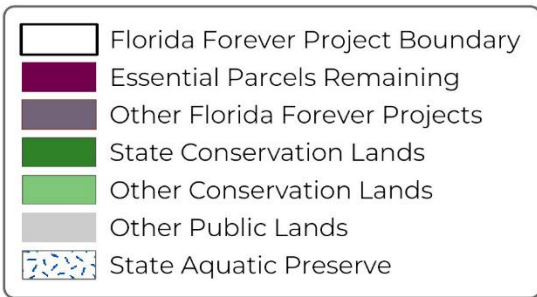 Florida Forever Project Boundary
Essential Parcels Remaining
Other Florida Forever Projects
State Conservation Lands
Other Conservation Lands
Other Public Lands
State Aquatic Preserve